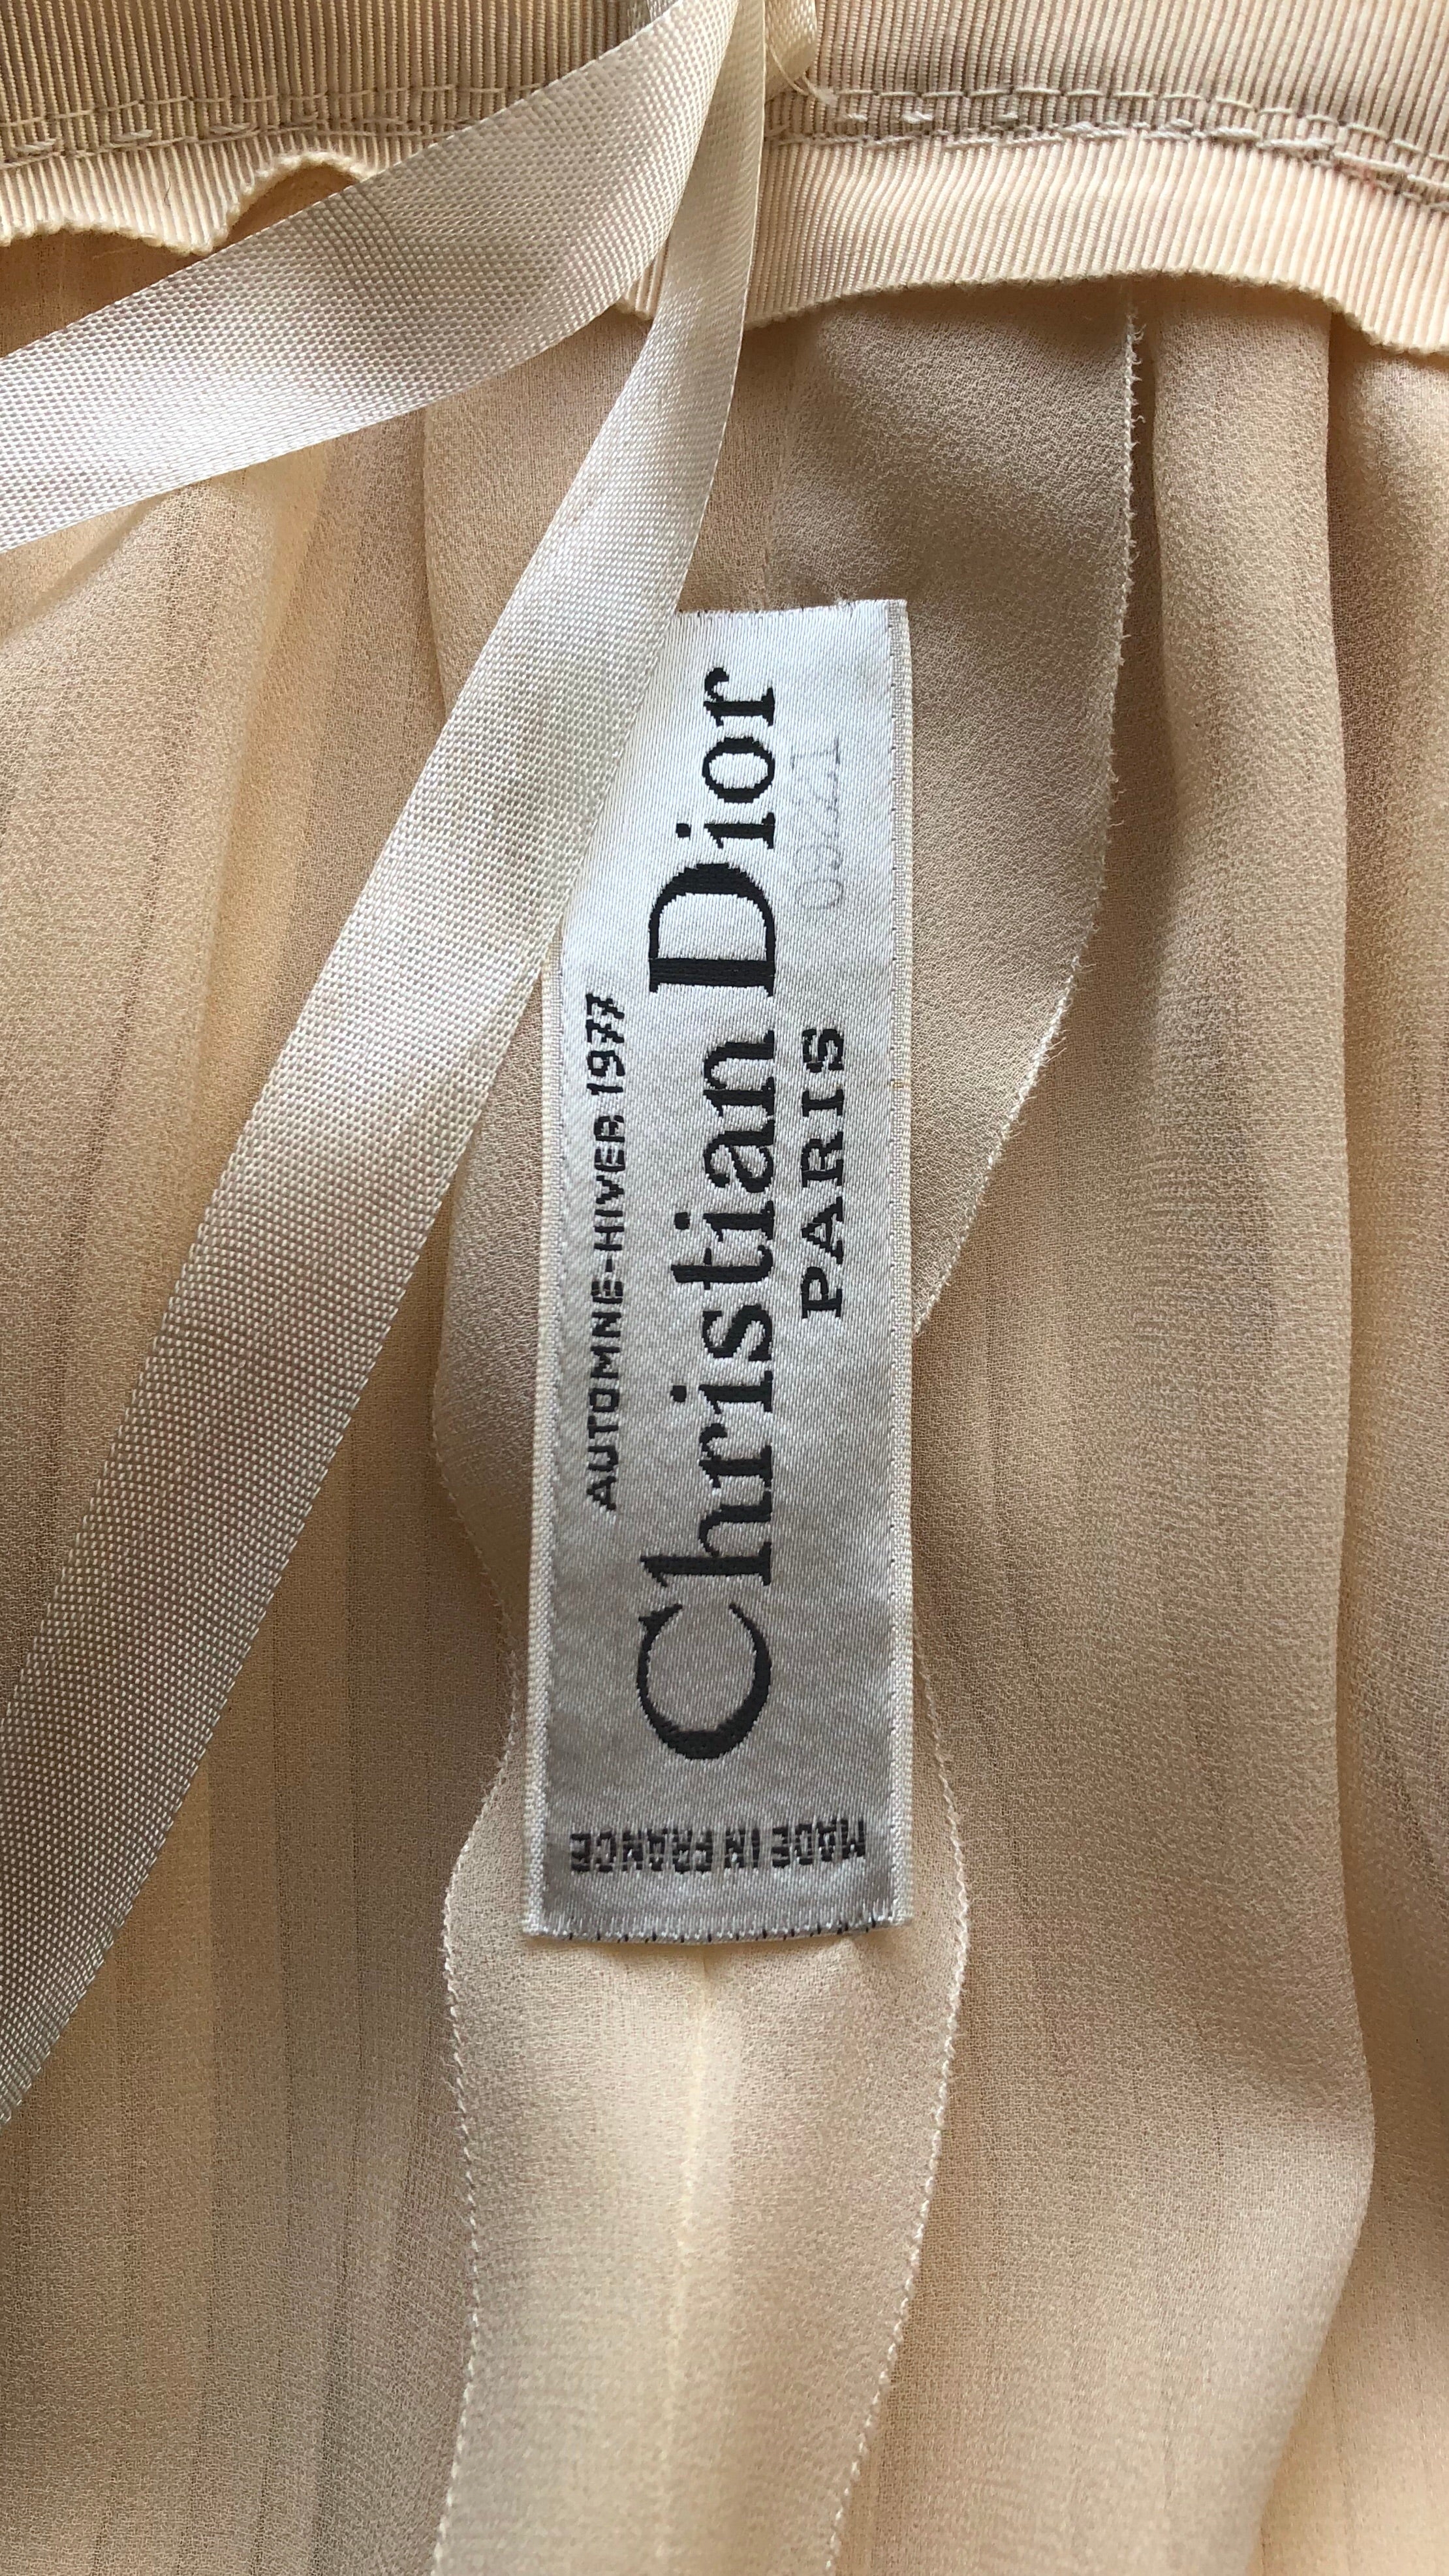 AUTOMNE-HIVER 1977
Christian Dior
PARIS
MADE IN FRANCE